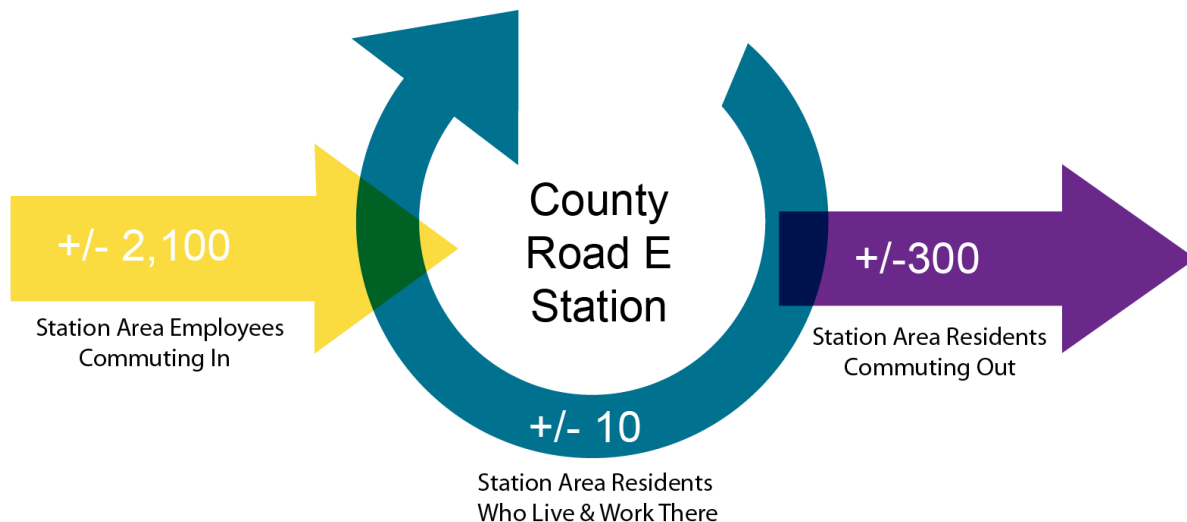 +/- 2,100
Station Area Employees
Commuting In
County
Road E
Station
+/- 10
Station Area Residents
Who Live & Work There
+/-300
Station Area Residents
Commuting Out